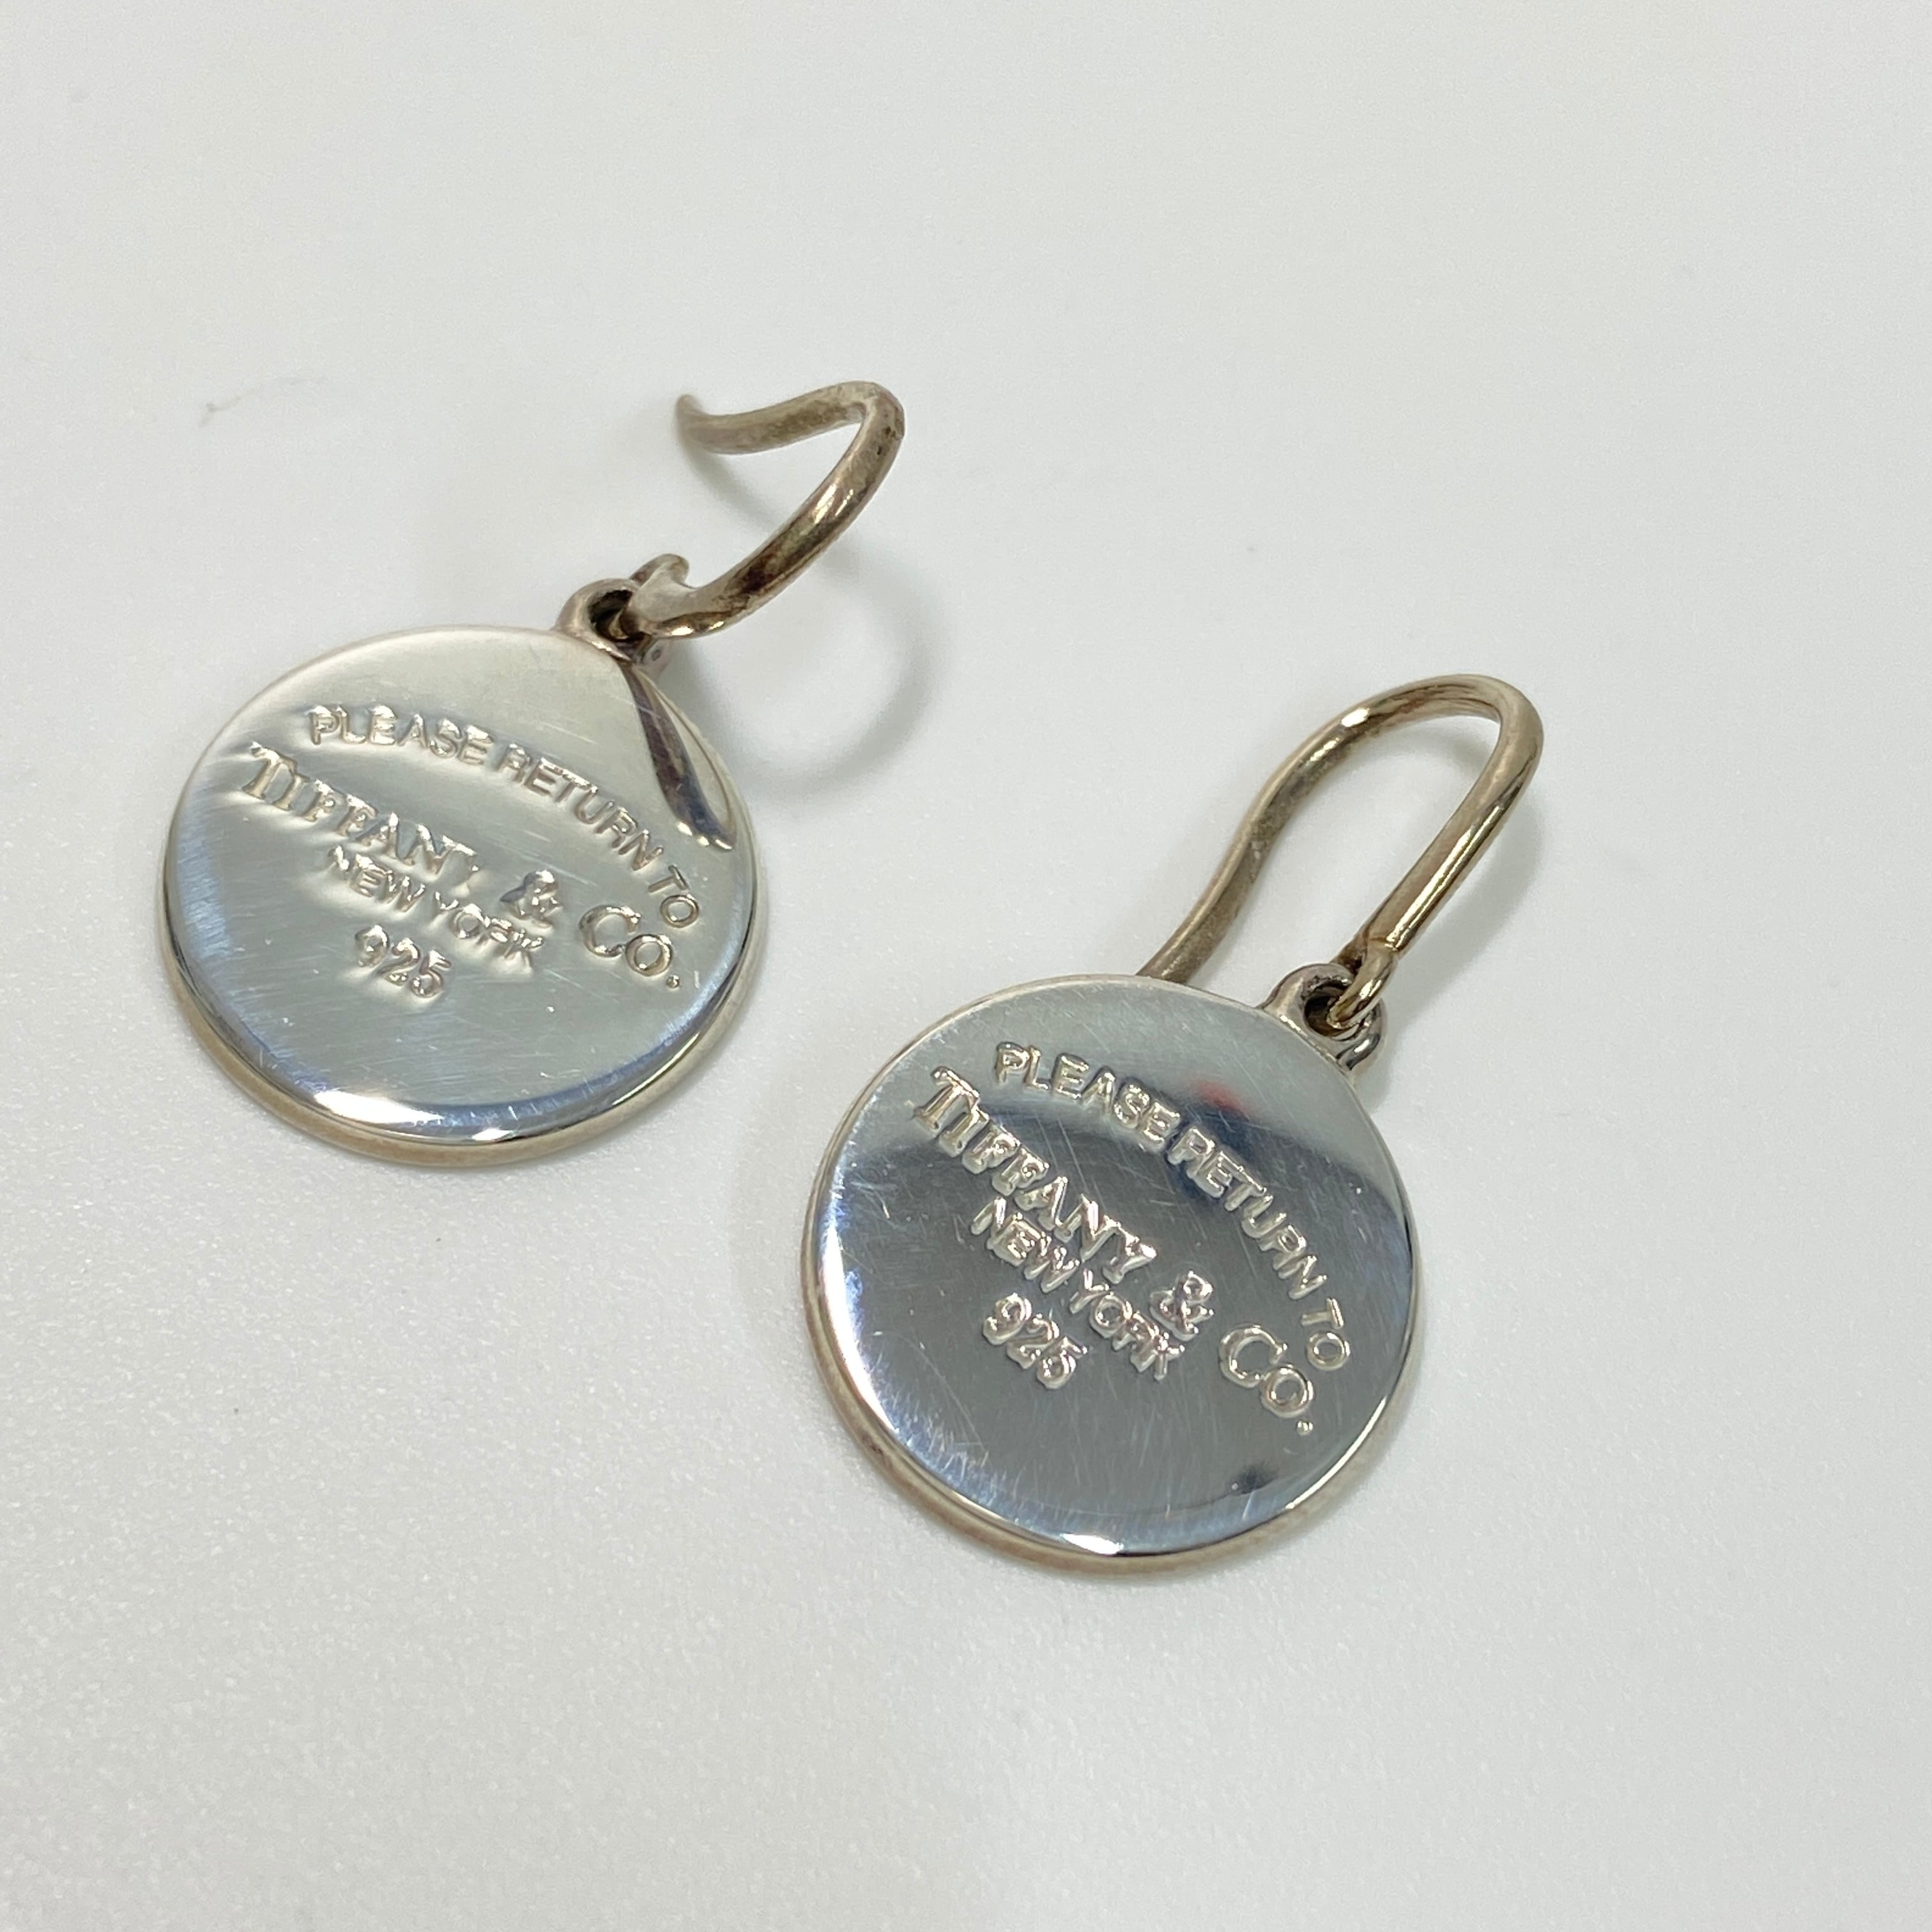 PLEASE RETURN TO
TIFFANY & CO.
NEW YORK
925
PLEASE RETURN TO
TIFFANY & CO.
NEW YORK
925